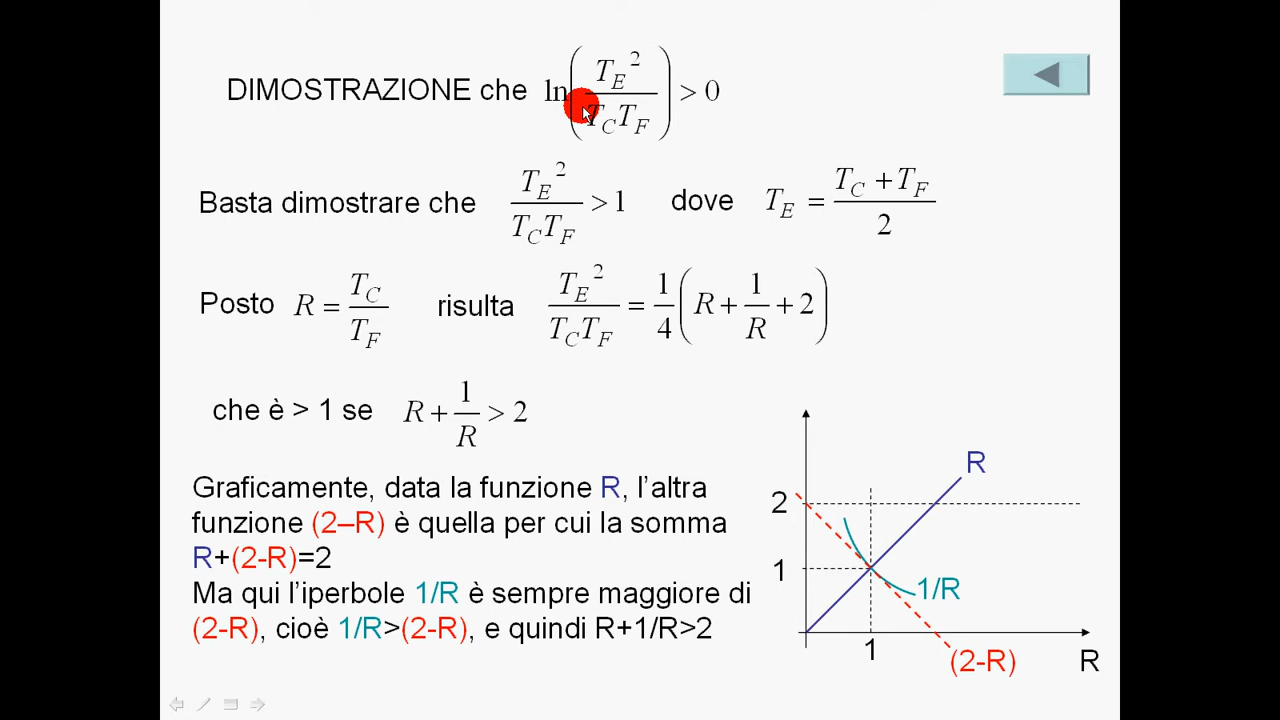 DIMOSTRAZIONE che ln(T_E²/(T_C T_F)) > 0
Basta dimostrare che T_E²/(T_C T_F) > 1 dove T_E = (T_C + T_F)/2
Posto R = T_C/T_F risulta T_E²/(T_C T_F) = 1/4 (R + 1/R + 2)
che è > 1 se R + 1/R > 2
Graficamente, data la funzione R, l'altra
funzione (2–R) è quella per cui la somma
R+(2-R)=2
Ma qui l'iperbole 1/R è sempre maggiore di
(2-R), cioè 1/R>(2-R), e quindi R+1/R>2
R
2
1
1/R
1
(2-R)
R